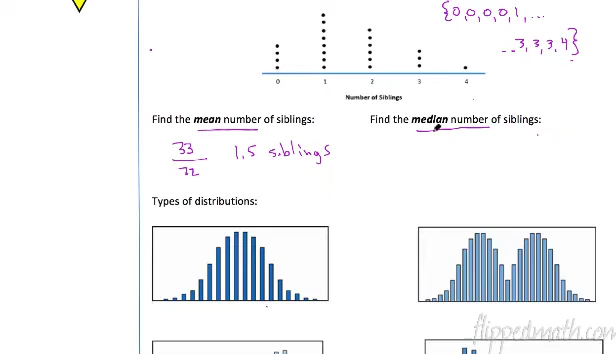 {0,0,0,0,1,...
...3,3,3,4}
0 1 2 3 4
Number of Siblings
Find the mean number of siblings:
Find the median number of siblings:
33
22
1.5 siblings
Types of distributions:
flippedmath.com